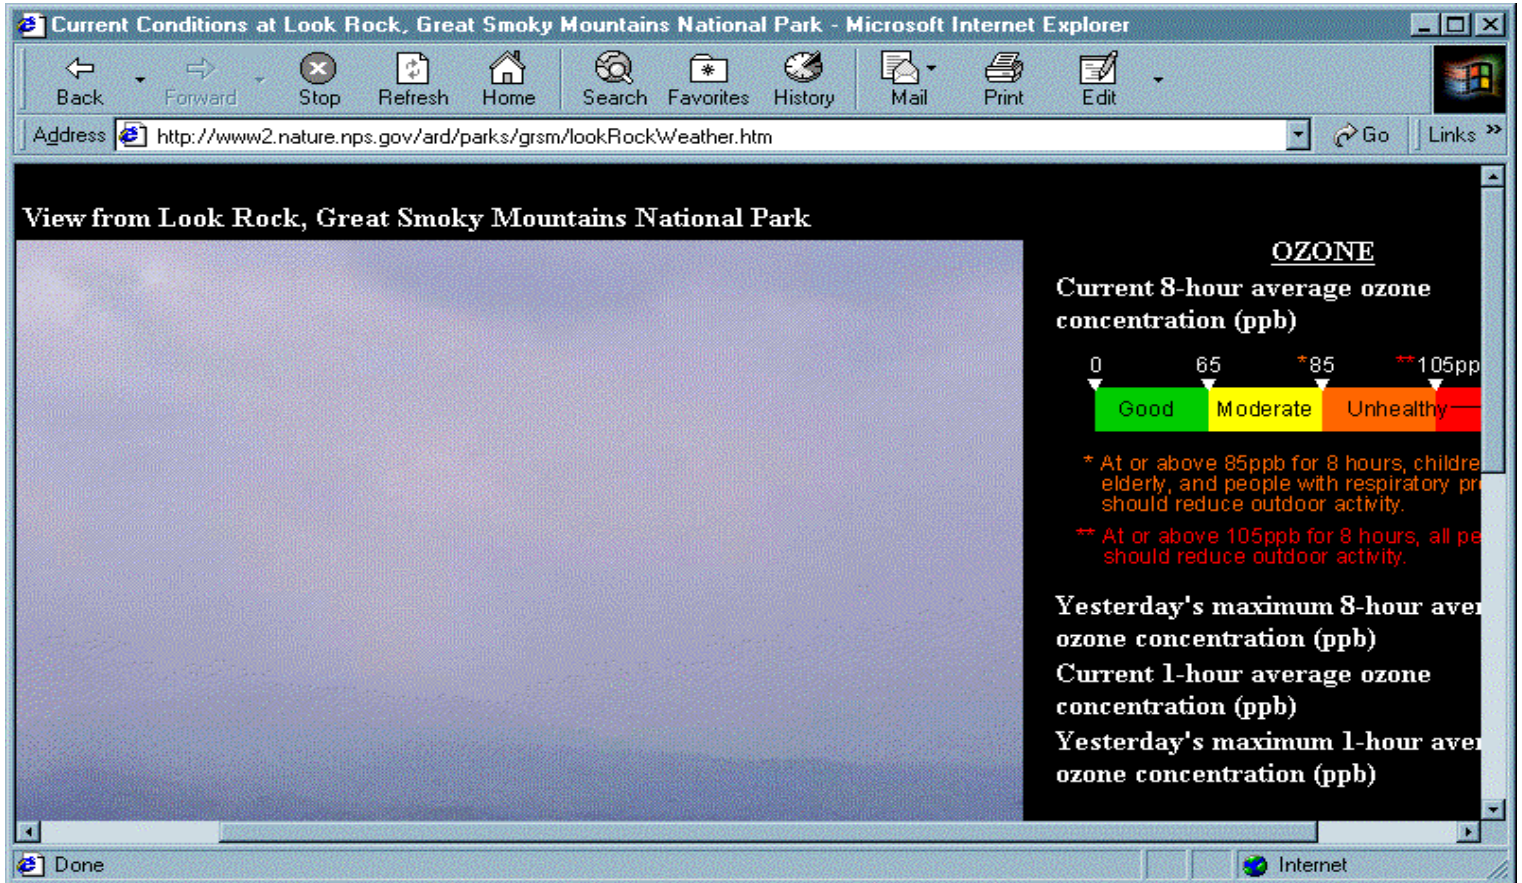 Current Conditions at Look Rock, Great Smoky Mountains National Park - Microsoft Internet Explorer
Back Forward Stop Refresh Home Search Favorites History Mail Print Edit
Address http://www2.nature.nps.gov/ard/parks/grsm/lookRockWeather.htm Go Links »
View from Look Rock, Great Smoky Mountains National Park
OZONE
Current 8-hour average ozone
concentration (ppb)
0 65 *85 **105pp
Good Moderate Unhealthy
* At or above 85ppb for 8 hours, childre
elderly, and people with respiratory pr
should reduce outdoor activity.
** At or above 105ppb for 8 hours, all pe
should reduce outdoor activity.
Yesterday's maximum 8-hour aver
ozone concentration (ppb)
Current 1-hour average ozone
concentration (ppb)
Yesterday's maximum 1-hour aver
ozone concentration (ppb)
Done Internet